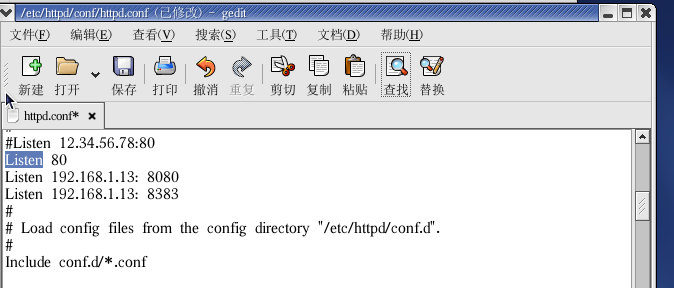 /etc/httpd/conf/httpd.conf (已修改) - gedit
文件(F) 编辑(E) 查看(V) 搜索(S) 工具(T) 文档(D) 帮助(H)
新建 打开 保存 打印 撤消 重复 剪切 复制 粘贴 查找 替换
httpd.conf*
#Listen 12.34.56.78:80
Listen 80
Listen 192.168.1.13: 8080
Listen 192.168.1.13: 8383
#
# Load config files from the config directory "/etc/httpd/conf.d".
#
Include conf.d/*.conf